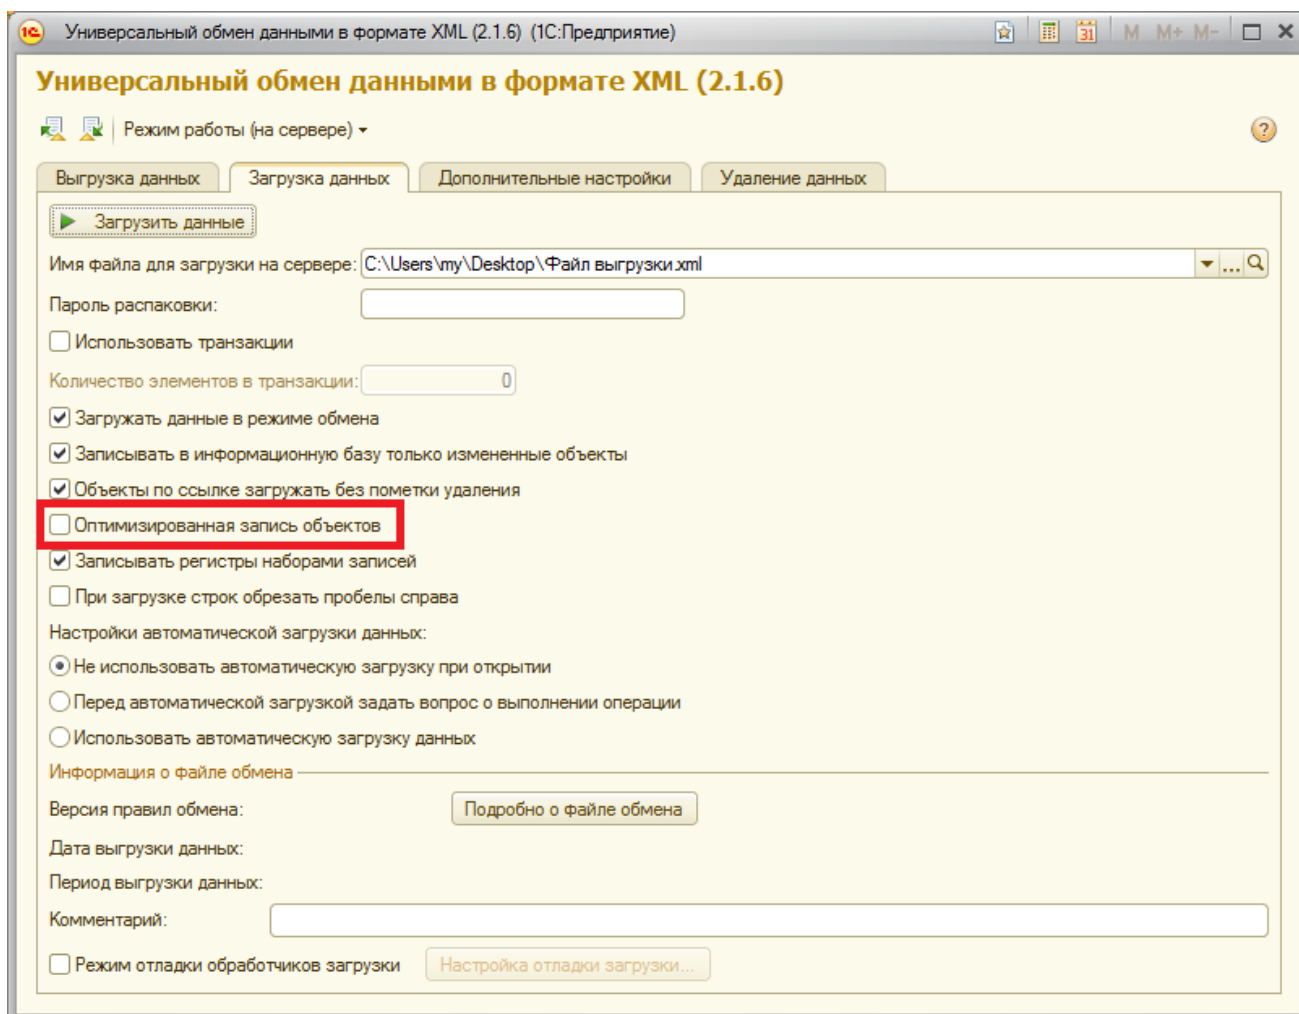 Универсальный обмен данными в формате XML (2.1.6) (1С:Предприятие)
31 M M+ M-
Универсальный обмен данными в формате XML (2.1.6)
Режим работы (на сервере)
?
Выгрузка данных Загрузка данных Дополнительные настройки Удаление данных
Загрузить данные
Имя файла для загрузки на сервере: C:\Users\my\Desktop\Файл выгрузки.xml ...
Пароль распаковки:
Использовать транзакции
Количество элементов в транзакции: 0
Загружать данные в режиме обмена
Записывать в информационную базу только измененные объекты
Объекты по ссылке загружать без пометки удаления
Оптимизированная запись объектов
Записывать регистры наборами записей
При загрузке строк обрезать пробелы справа
Настройки автоматической загрузки данных:
Не использовать автоматическую загрузку при открытии
Перед автоматической загрузкой задать вопрос о выполнении операции
Использовать автоматическую загрузку данных
Информация о файле обмена
Версия правил обмена: Подробно о файле обмена
Дата выгрузки данных:
Период выгрузки данных:
Комментарий:
Режим отладки обработчиков загрузки Настройка отладки загрузки...